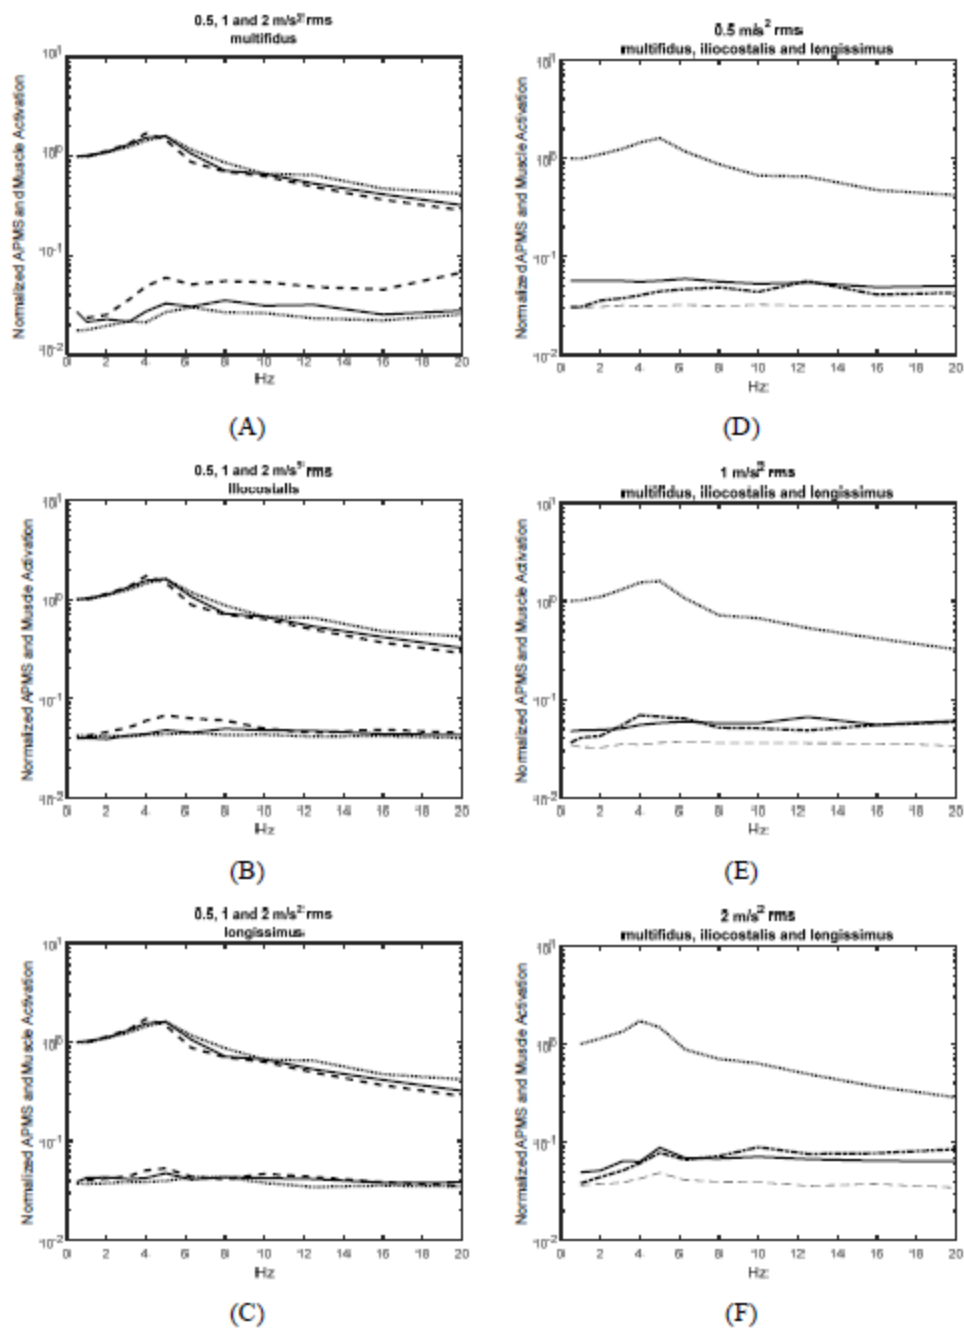 0.5, 1 and 2 m/s² rms
multifidus
Normalized APMS and Muscle Activation
10¹
10⁰
10⁻¹
10⁻²
0 2 4 6 8 10 12 14 16 18 20
Hz
(A)
0.5 m/s² rms
multifidus, iliocostalis and longissimus
Normalized APMS and Muscle Activation
10¹
10⁰
10⁻¹
10⁻²
0 2 4 6 8 10 12 14 16 18 20
Hz
(D)
0.5, 1 and 2 m/s² rms
Iliocostalis
Normalized APMS and Muscle Activation
10¹
10⁰
10⁻¹
10⁻²
0 2 4 6 8 10 12 14 16 18 20
Hz
(B)
1 m/s² rms
multifidus, iliocostalis and longissimus
Normalized APMS and Muscle Activation
10¹
10⁰
10⁻¹
10⁻²
0 2 4 6 8 10 12 14 16 18 20
Hz
(E)
0.5, 1 and 2 m/s² rms
longissimus
Normalized APMS and Muscle Activation
10¹
10⁰
10⁻¹
10⁻²
0 2 4 6 8 10 12 14 16 18 20
Hz
(C)
2 m/s² rms
multifidus, iliocostalis and longissimus
Normalized APMS and Muscle Activation
10¹
10⁰
10⁻¹
10⁻²
0 2 4 6 8 10 12 14 16 18 20
Hz
(F)